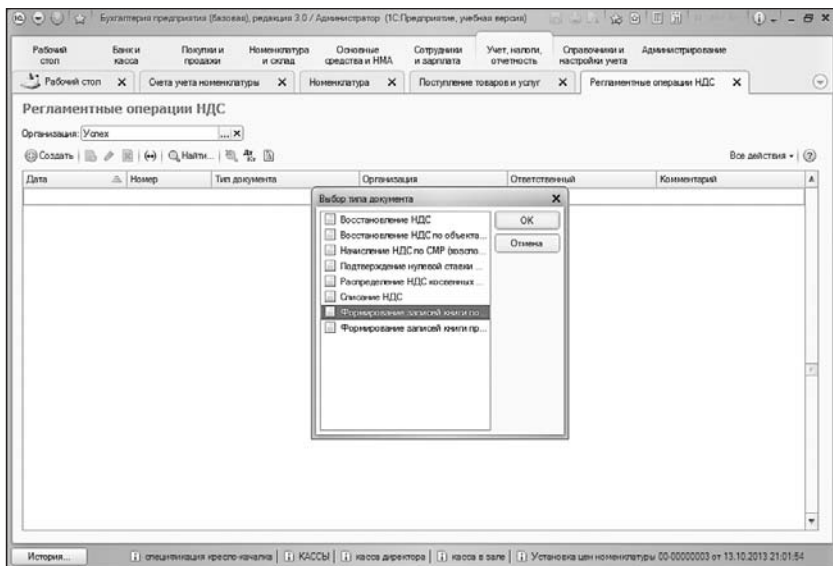 Бухгалтерия предприятия (базовая), редакция 3.0 / Администратор (1С:Предприятие, учебная версия)
Рабочий стол
Банк и касса
Покупки и продажи
Номенклатура и склад
Основные средства и НМА
Сотрудники и зарплата
Учет, налоги, отчетность
Справочники и настройки учета
Администрирование
Рабочий стол
Счета учета номенклатуры
Номенклатура
Поступление товаров и услуг
Регламентные операции НДС
Регламентные операции НДС
Организация: Успех
Создать
Найти...
Все действия
Дата
Номер
Тип документа
Организация
Ответственный
Комментарий
Выбор типа документа
Восстановление НДС
Восстановление НДС по объекта...
Начисление НДС по СМР (хозспо...
Подтверждение нулевой ставки ...
Распределение НДС косвенных ...
Списание НДС
Формирование записей книги по...
Формирование записей книги пр...
ОК
Отмена
История...
спецификация кресло-качалка
КАССЫ
касса директора
касса в зале
Установка цен номенклатуры 00-00000003 от 13.10.2013 21:01:54